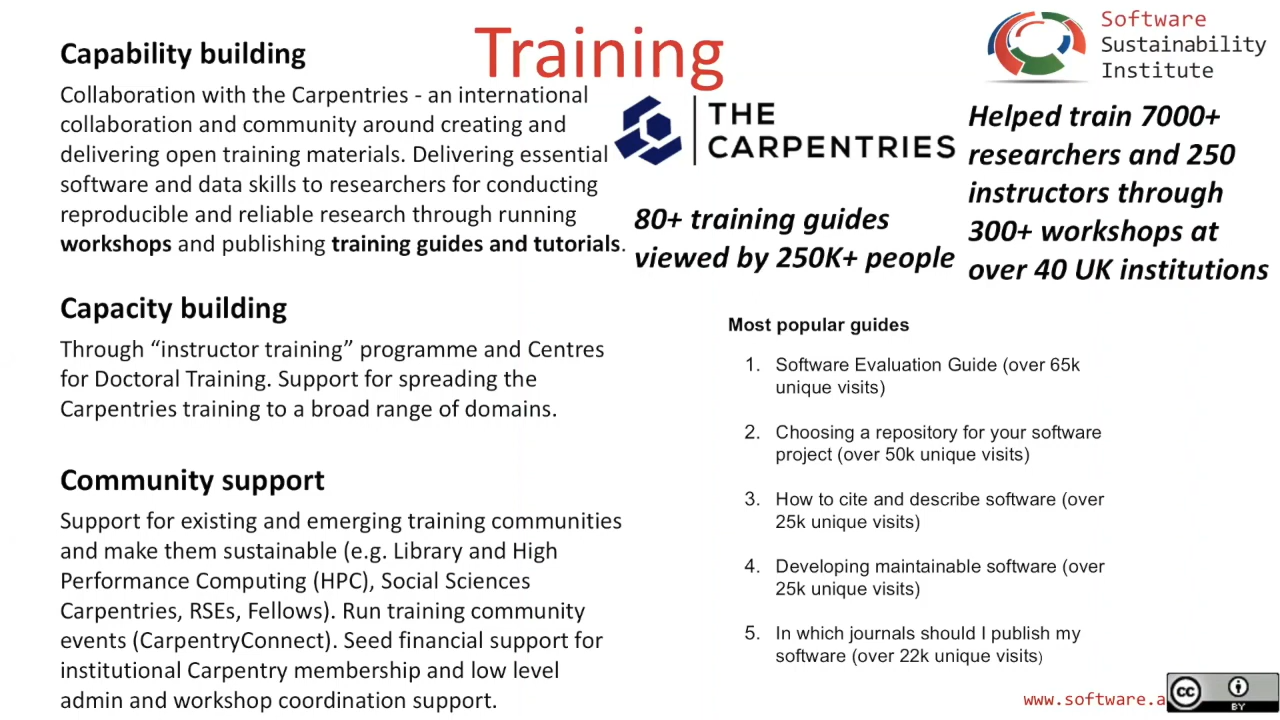 Training
Software
Sustainability
Institute
Capability building
Collaboration with the Carpentries - an international
collaboration and community around creating and
delivering open training materials. Delivering essential
software and data skills to researchers for conducting
reproducible and reliable research through running
workshops and publishing training guides and tutorials.
THE
CARPENTRIES
80+ training guides
viewed by 250K+ people
Helped train 7000+
researchers and 250
instructors through
300+ workshops at
over 40 UK institutions
Capacity building
Through “instructor training” programme and Centres
for Doctoral Training. Support for spreading the
Carpentries training to a broad range of domains.
Community support
Support for existing and emerging training communities
and make them sustainable (e.g. Library and High
Performance Computing (HPC), Social Sciences
Carpentries, RSEs, Fellows). Run training community
events (CarpentryConnect). Seed financial support for
institutional Carpentry membership and low level
admin and workshop coordination support.
Most popular guides
1. Software Evaluation Guide (over 65k
unique visits)
2. Choosing a repository for your software
project (over 50k unique visits)
3. How to cite and describe software (over
25k unique visits)
4. Developing maintainable software (over
25k unique visits)
5. In which journals should I publish my
software (over 22k unique visits)
www.software.a
cc
BY